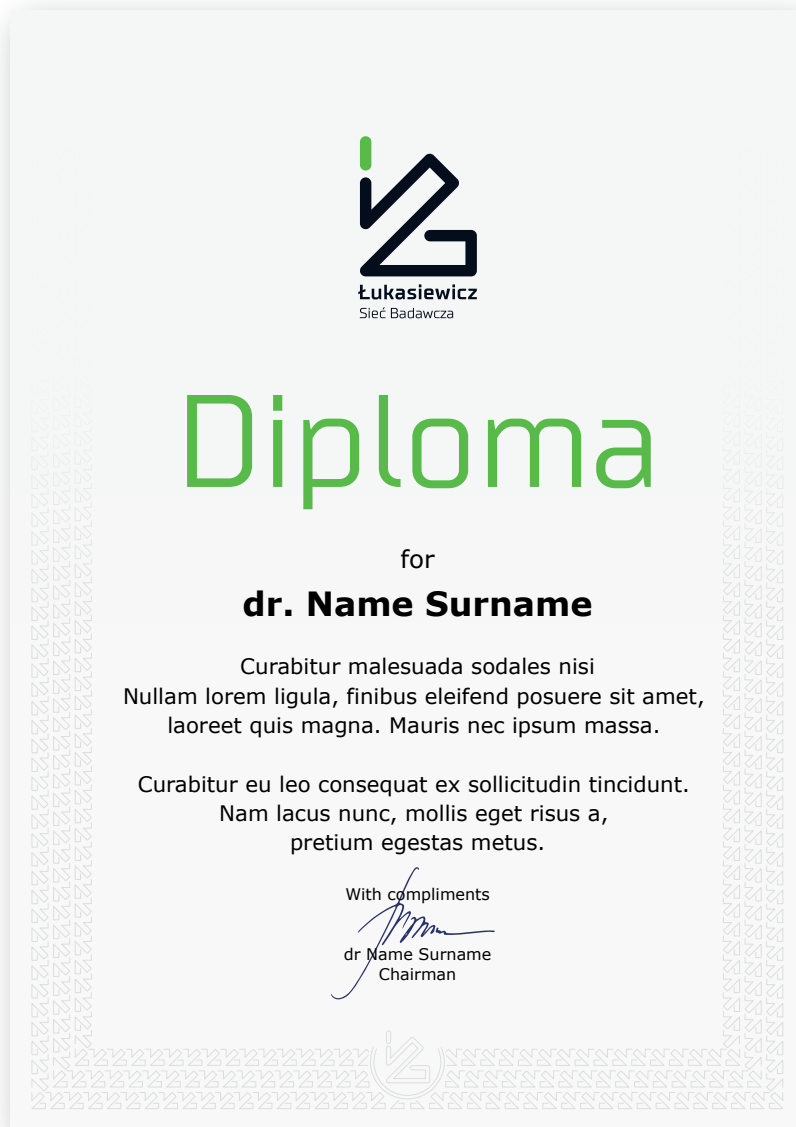 Łukasiewicz
Sieć Badawcza
Diploma
for
dr. Name Surname
Curabitur malesuada sodales nisi
Nullam lorem ligula, finibus eleifend posuere sit amet,
laoreet quis magna. Mauris nec ipsum massa.
Curabitur eu leo consequat ex sollicitudin tincidunt.
Nam lacus nunc, mollis eget risus a,
pretium egestas metus.
With compliments
dr Name Surname
Chairman